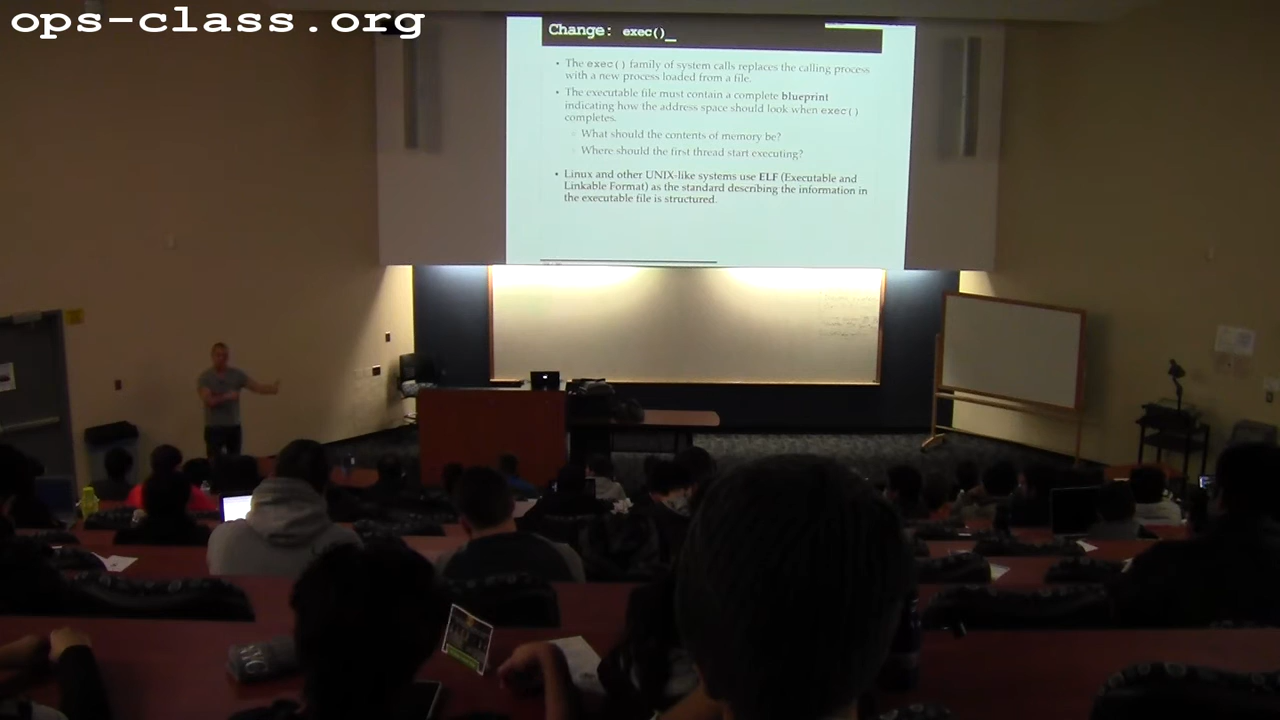 ops-class.org
Change: exec()_
• The exec() family of system calls replaces the calling process
with a new process loaded from a file.
• The executable file must contain a complete blueprint
indicating how the address space should look when exec()
completes.
What should the contents of memory be?
Where should the first thread start executing?
• Linux and other UNIX-like systems use ELF (Executable and
Linkable Format) as the standard describing the information in
the executable file is structured.